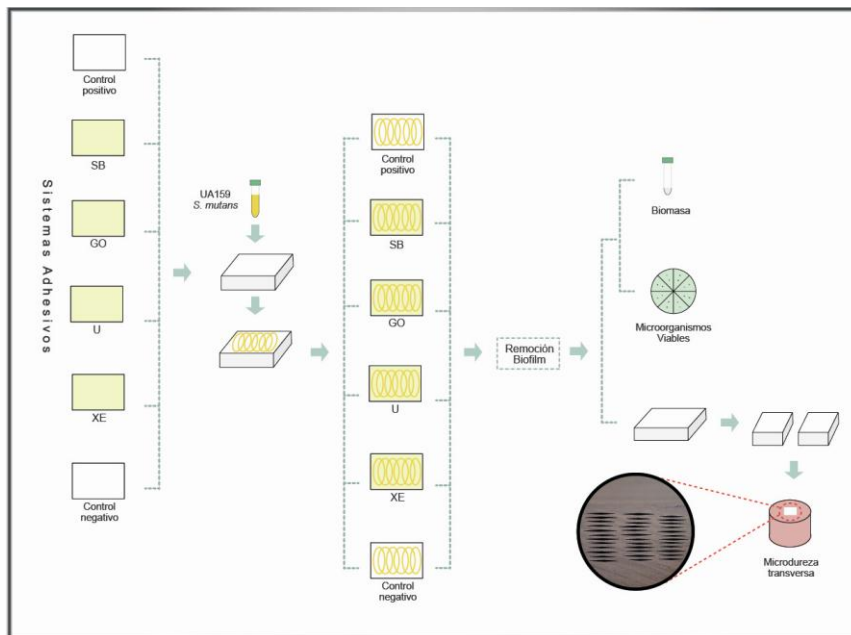 Sistemas Adhesivos
Control
positivo
SB
GO
U
XE
Control
negativo
UA159
S. mutans
Control
positivo
SB
GO
U
XE
Control
negativo
Remoción
Biofilm
Biomasa
Microorganismos
Viables
Microdureza
transversa